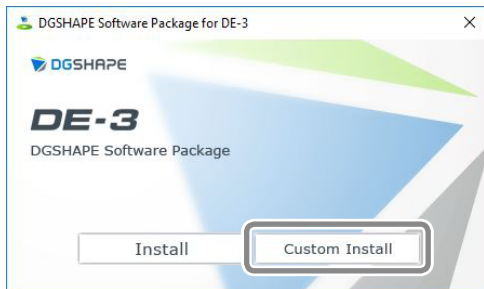 DGSHAPE Software Package for DE-3
DGSHAPE
DE-3
DGSHAPE Software Package
Install
Custom Install